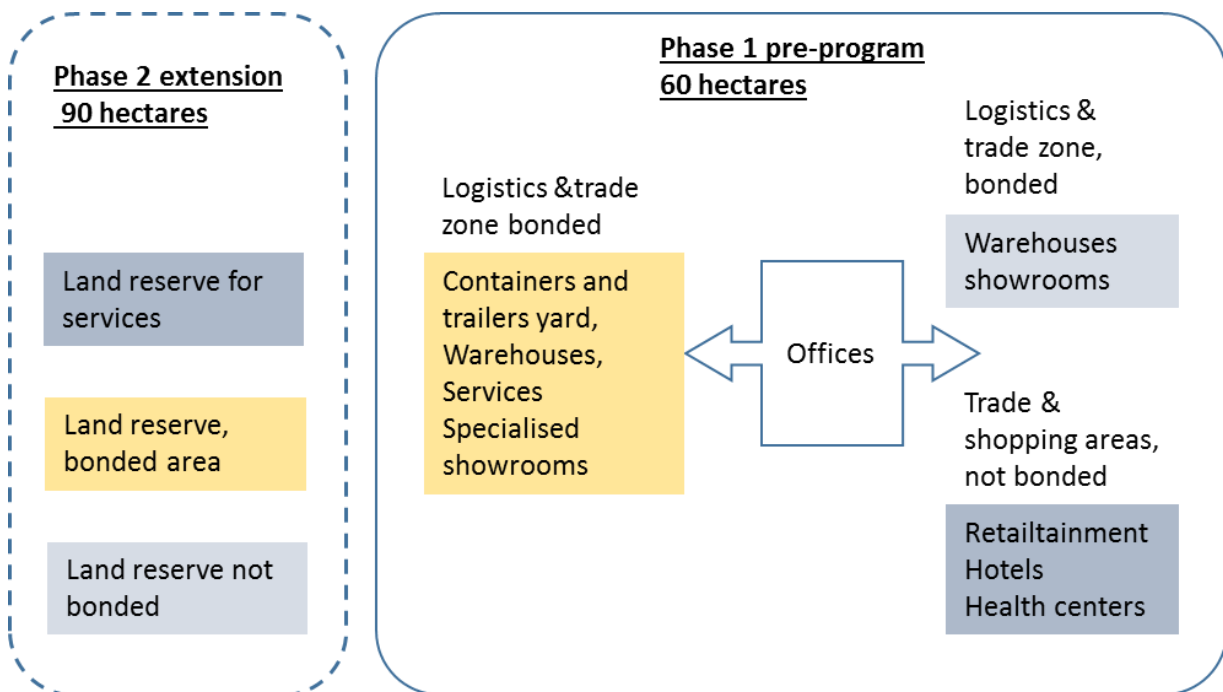 Phase 2 extension
90 hectares
Land reserve for
services
Land reserve,
bonded area
Land reserve not
bonded
Phase 1 pre-program
60 hectares
Logistics &trade
zone bonded
Containers and
trailers yard,
Warehouses,
Services
Specialised
showrooms
Offices
Logistics &
trade zone,
bonded
Warehouses
showrooms
Trade &
shopping areas,
not bonded
Retailtainment
Hotels
Health centers